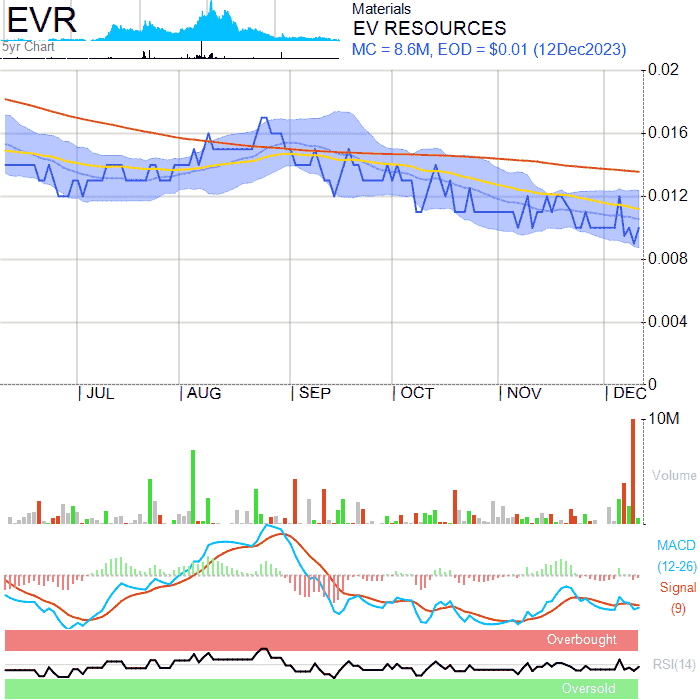 EVR
5yr Chart
Materials
EV RESOURCES
MC = 8.6M, EOD = $0.01 (12Dec2023)
0.02
0.016
0.012
0.008
0.004
0
JUL AUG SEP OCT NOV DEC
10M
Volume
MACD
(12-26)
Signal
(9)
Overbought
RSI(14)
Oversold